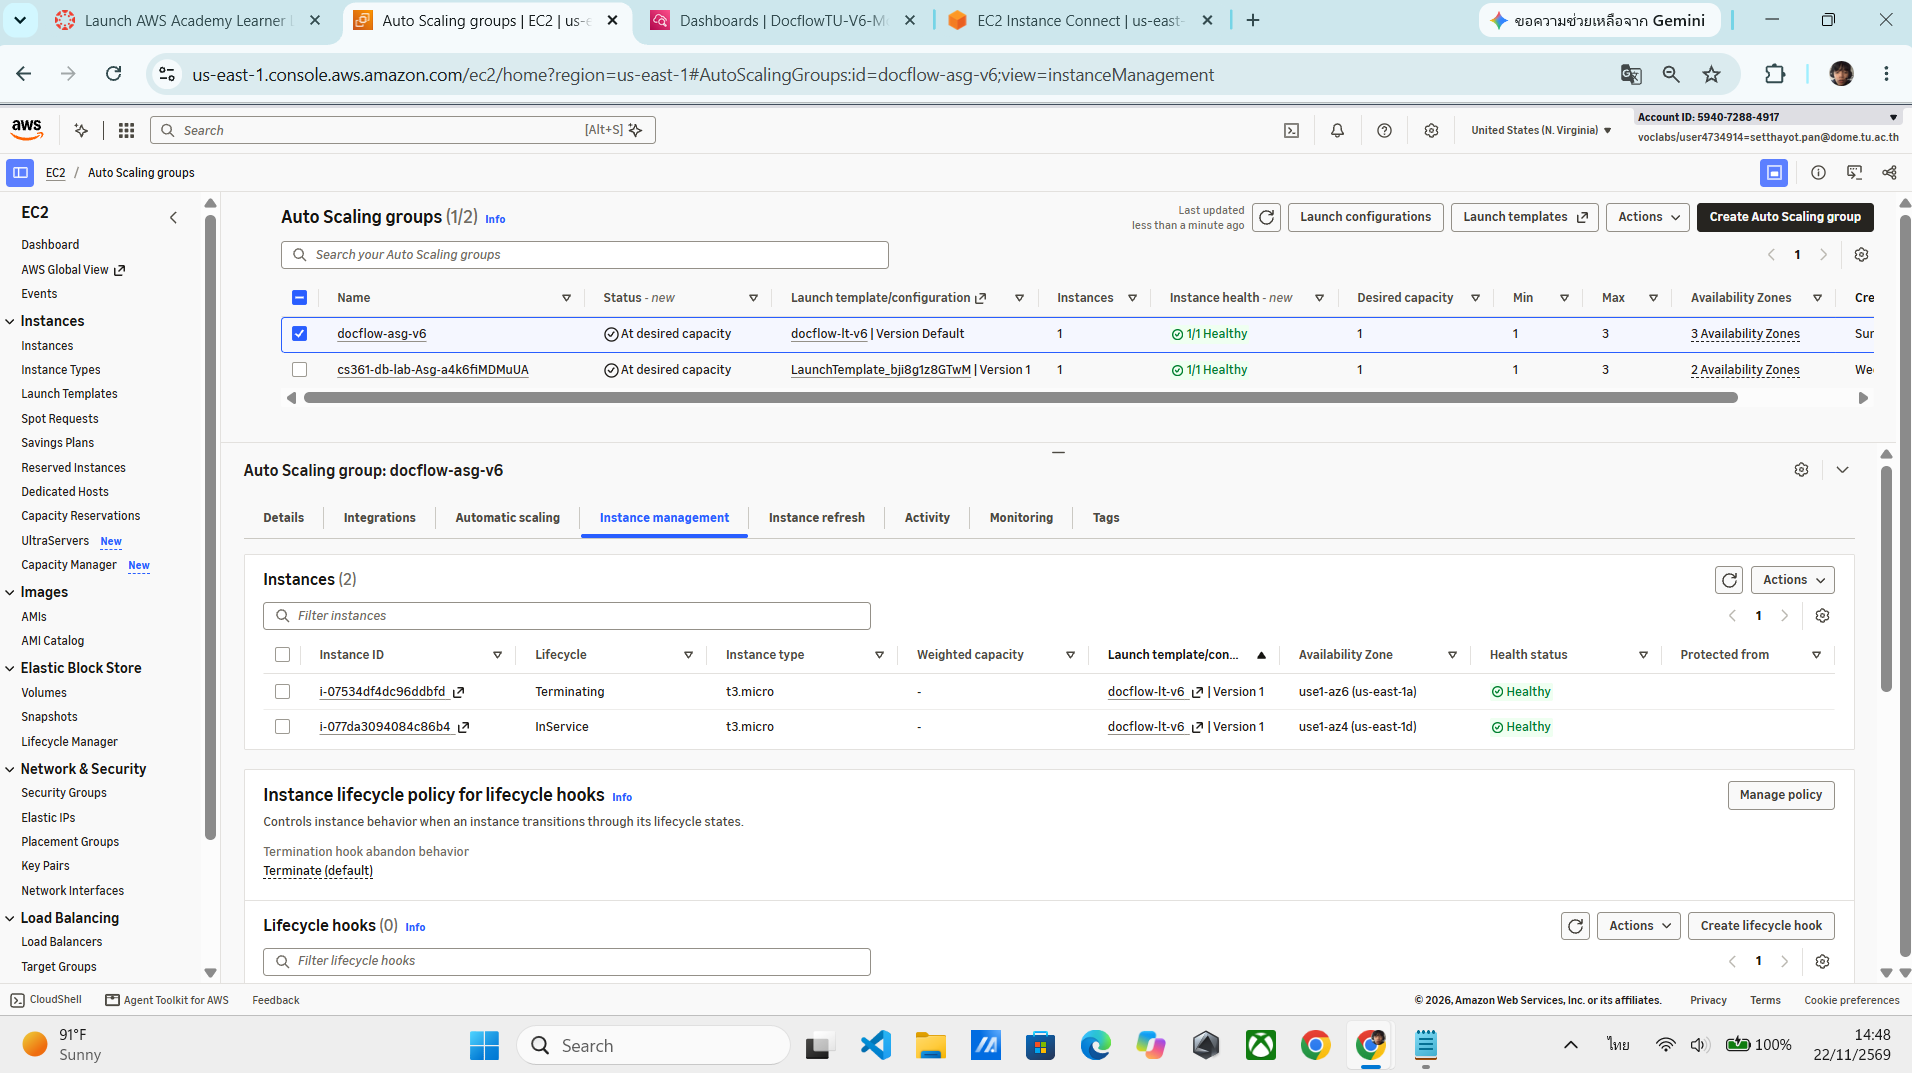 Launch AWS Academy Learner L
Auto Scaling groups | EC2 | us-e
Dashboards | DocflowTU-V6-Mo
EC2 Instance Connect | us-east-
ขอความช่วยเหลือจาก Gemini
us-east-1.console.aws.amazon.com/ec2/home?region=us-east-1#AutoScalingGroups:id=docflow-asg-v6;view=instanceManagement
aws
Search [Alt+S]
United States (N. Virginia)
Account ID: 5940-7288-4917
voclabs/user4734914=setthayot.pan@dome.tu.ac.th
EC2 / Auto Scaling groups
EC2
Dashboard
AWS Global View
Events
Instances
Instances
Instance Types
Launch Templates
Spot Requests
Savings Plans
Reserved Instances
Dedicated Hosts
Capacity Reservations
UltraServers New
Capacity Manager New
Images
AMIs
AMI Catalog
Elastic Block Store
Volumes
Snapshots
Lifecycle Manager
Network & Security
Security Groups
Elastic IPs
Placement Groups
Key Pairs
Network Interfaces
Load Balancing
Load Balancers
Target Groups
Auto Scaling groups (1/2) Info
Last updated
less than a minute ago
Launch configurations
Launch templates
Actions
Create Auto Scaling group
Search your Auto Scaling groups
1
Name Status - new Launch template/configuration Instances Instance health - new Desired capacity Min Max Availability Zones Cre
docflow-asg-v6 At desired capacity docflow-lt-v6 | Version Default 1 1/1 Healthy 1 1 3 3 Availability Zones Sun
cs361-db-lab-Asg-a4k6fiMDMuUA At desired capacity LaunchTemplate_bji8g1z8GTwM | Version 1 1 1/1 Healthy 1 1 3 2 Availability Zones We
Auto Scaling group: docflow-asg-v6
Details Integrations Automatic scaling Instance management Instance refresh Activity Monitoring Tags
Instances (2)
Actions
Filter instances
1
Instance ID Lifecycle Instance type Weighted capacity Launch template/con... Availability Zone Health status Protected from
i-07534df4dc96ddbfd Terminating t3.micro - docflow-lt-v6 | Version 1 use1-az6 (us-east-1a) Healthy
i-077da3094084c86b4 InService t3.micro - docflow-lt-v6 | Version 1 use1-az4 (us-east-1d) Healthy
Instance lifecycle policy for lifecycle hooks Info
Manage policy
Controls instance behavior when an instance transitions through its lifecycle states.
Termination hook abandon behavior
Terminate (default)
Lifecycle hooks (0) Info
Actions
Create lifecycle hook
Filter lifecycle hooks
1
CloudShell Agent Toolkit for AWS Feedback
© 2026, Amazon Web Services, Inc. or its affiliates. Privacy Terms Cookie preferences
91°F
Sunny
Search
ไทย
100%
14:48
22/11/2569